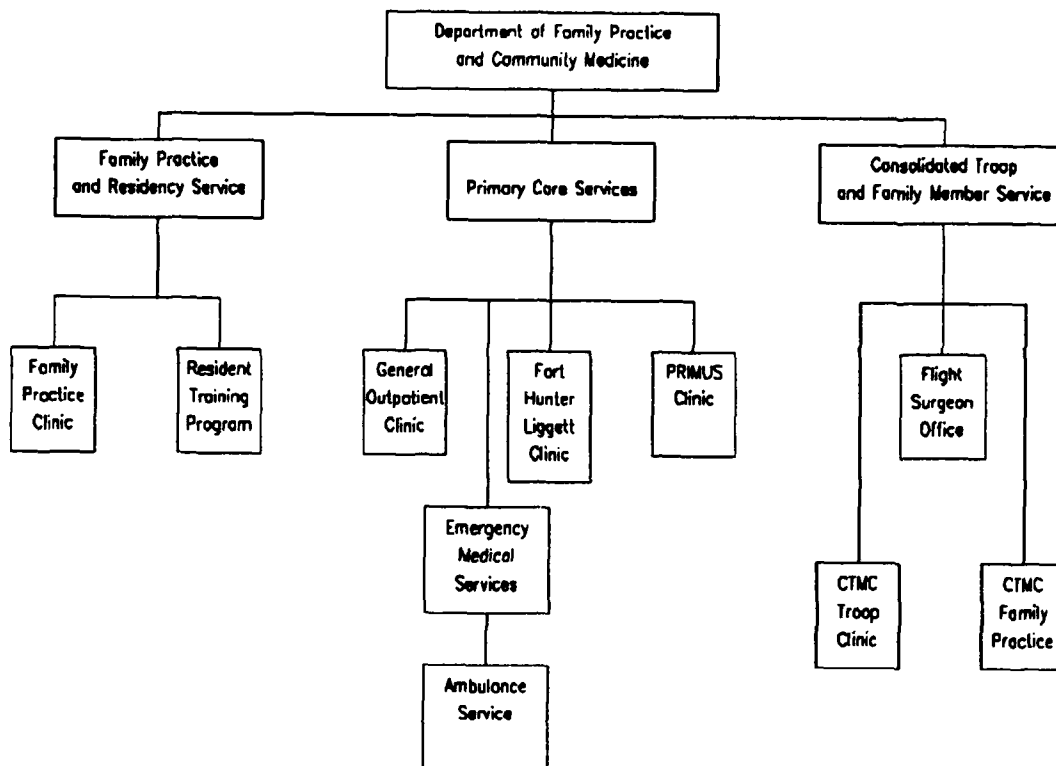 Department of Family Practice
and Community Medicine
Family Practice
and Residency Service
Primary Care Services
Consolidated Troop
and Family Member Service
Family
Practice
Clinic
Resident
Training
Program
General
Outpatient
Clinic
Fort
Hunter
Liggett
Clinic
PRIMUS
Clinic
Flight
Surgeon
Office
Emergency
Medical
Services
CTMC
Troop
Clinic
CTMC
Family
Practice
Ambulance
Service